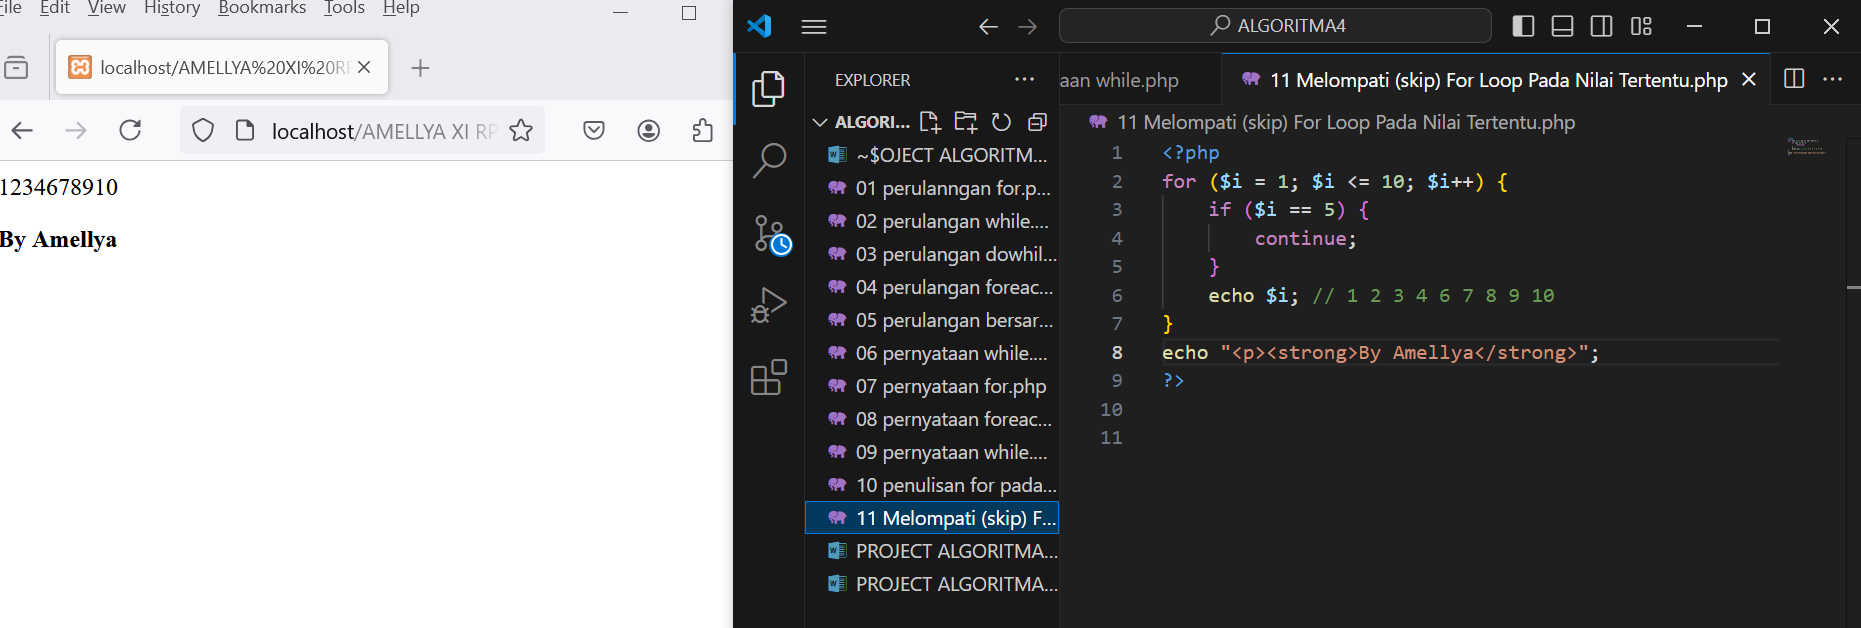 File Edit View History Bookmarks Tools Help
localhost/AMELLYA%20XI%20RP
localhost/AMELLYA XI RP
1234678910
By Amellya
ALGORITMA4
EXPLORER
aan while.php
11 Melompati (skip) For Loop Pada Nilai Tertentu.php
ALGORI...
~$OJECT ALGORITM...
01 perulanngan for.p...
02 perulangan while....
03 perulangan dowhil...
04 perulangan foreac...
05 perulangan bersar...
06 pernyataan while....
07 pernyataan for.php
08 pernyataan foreac...
09 pernyataan while....
10 penulisan for pada...
11 Melompati (skip) F...
PROJECT ALGORITMA...
PROJECT ALGORITMA...
11 Melompati (skip) For Loop Pada Nilai Tertentu.php
1 <?php
2 for ($i = 1; $i <= 10; $i++) {
3 if ($i == 5) {
4 continue;
5 }
6 echo $i; // 1 2 3 4 6 7 8 9 10
7 }
8 echo "<p><strong>By Amellya</strong>";
9 ?>
10
11